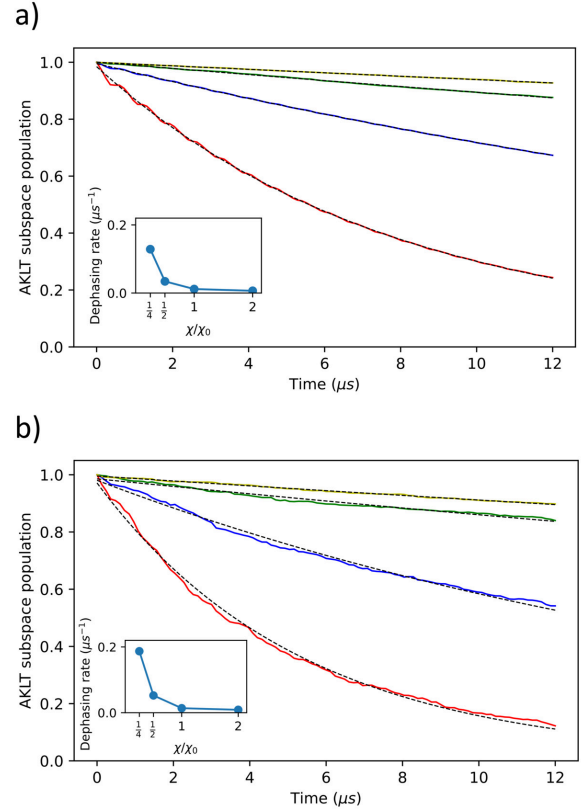 a)
1.0
0.8
0.6
0.4
0.2
0.0
AKLT subspace population
0.2
0.0
Dephasing rate (μs⁻¹)
1/4
1/2
1
2
χ/χ₀
0 2 4 6 8 10 12
Time (μs)
b)
1.0
0.8
0.6
0.4
0.2
0.0
AKLT subspace population
0.2
0.0
Dephasing rate (μs⁻¹)
1/4
1/2
1
2
χ/χ₀
0 2 4 6 8 10 12
Time (μs)